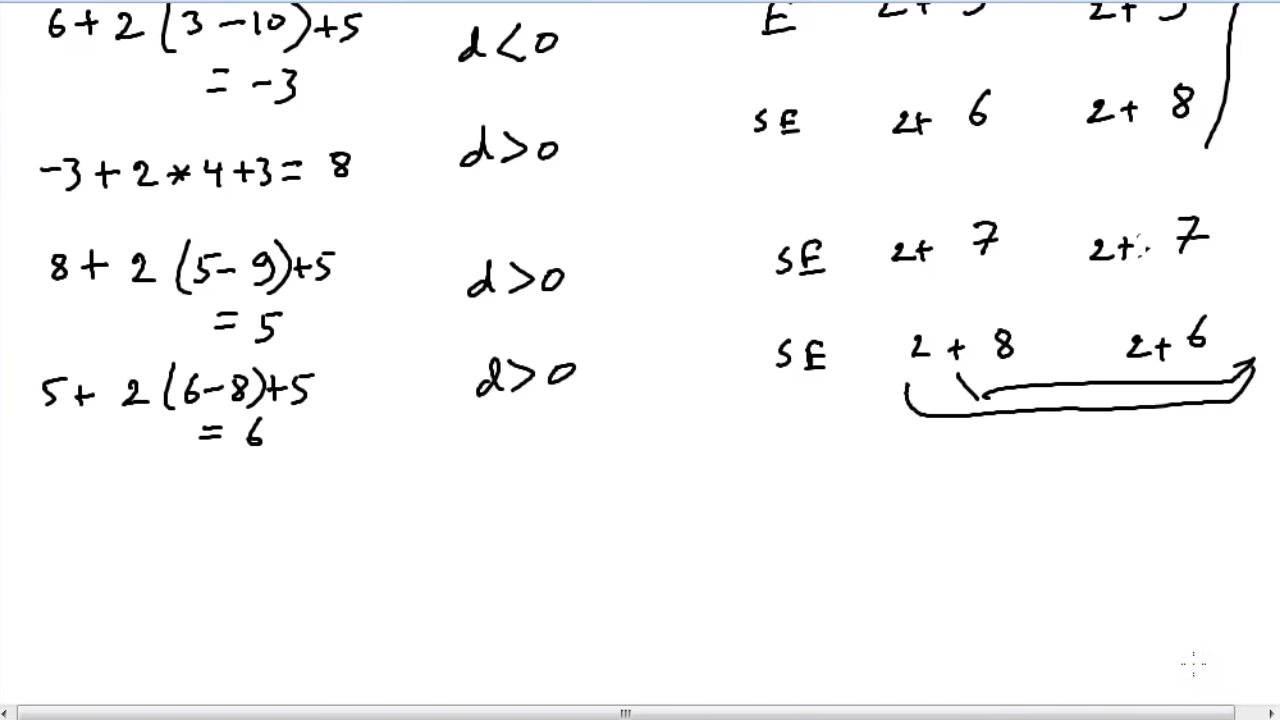 6 + 2 (3 - 10) + 5 d < 0 E
= -3
SE 2+ 6 2+ 8
-3 + 2 * 4 + 3 = 8 d > 0
8 + 2 (5 - 9) + 5 d > 0 SE 2+ 7 2+ 7
= 5
5 + 2 (6 - 8) + 5 d > 0 SE 2 + 8 2 + 6
= 6